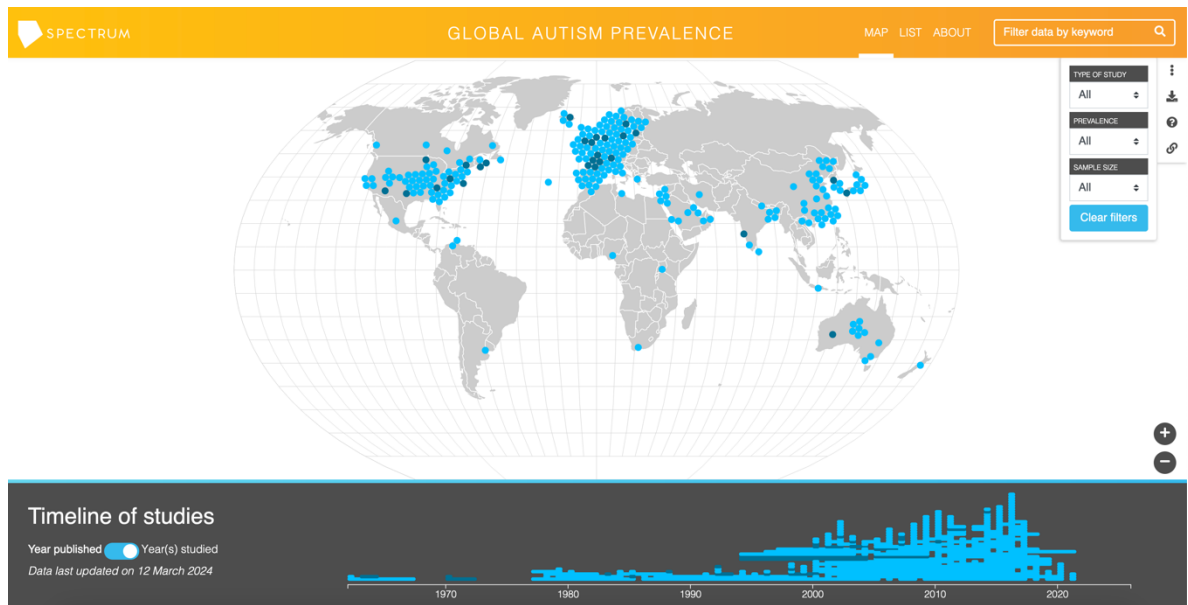 SPECTRUM
GLOBAL AUTISM PREVALENCE
MAP LIST ABOUT
Filter data by keyword
TYPE OF STUDY
All
PREVALENCE
All
SAMPLE SIZE
All
Clear filters
Timeline of studies
Year published Year(s) studied
Data last updated on 12 March 2024
1970 1980 1990 2000 2010 2020